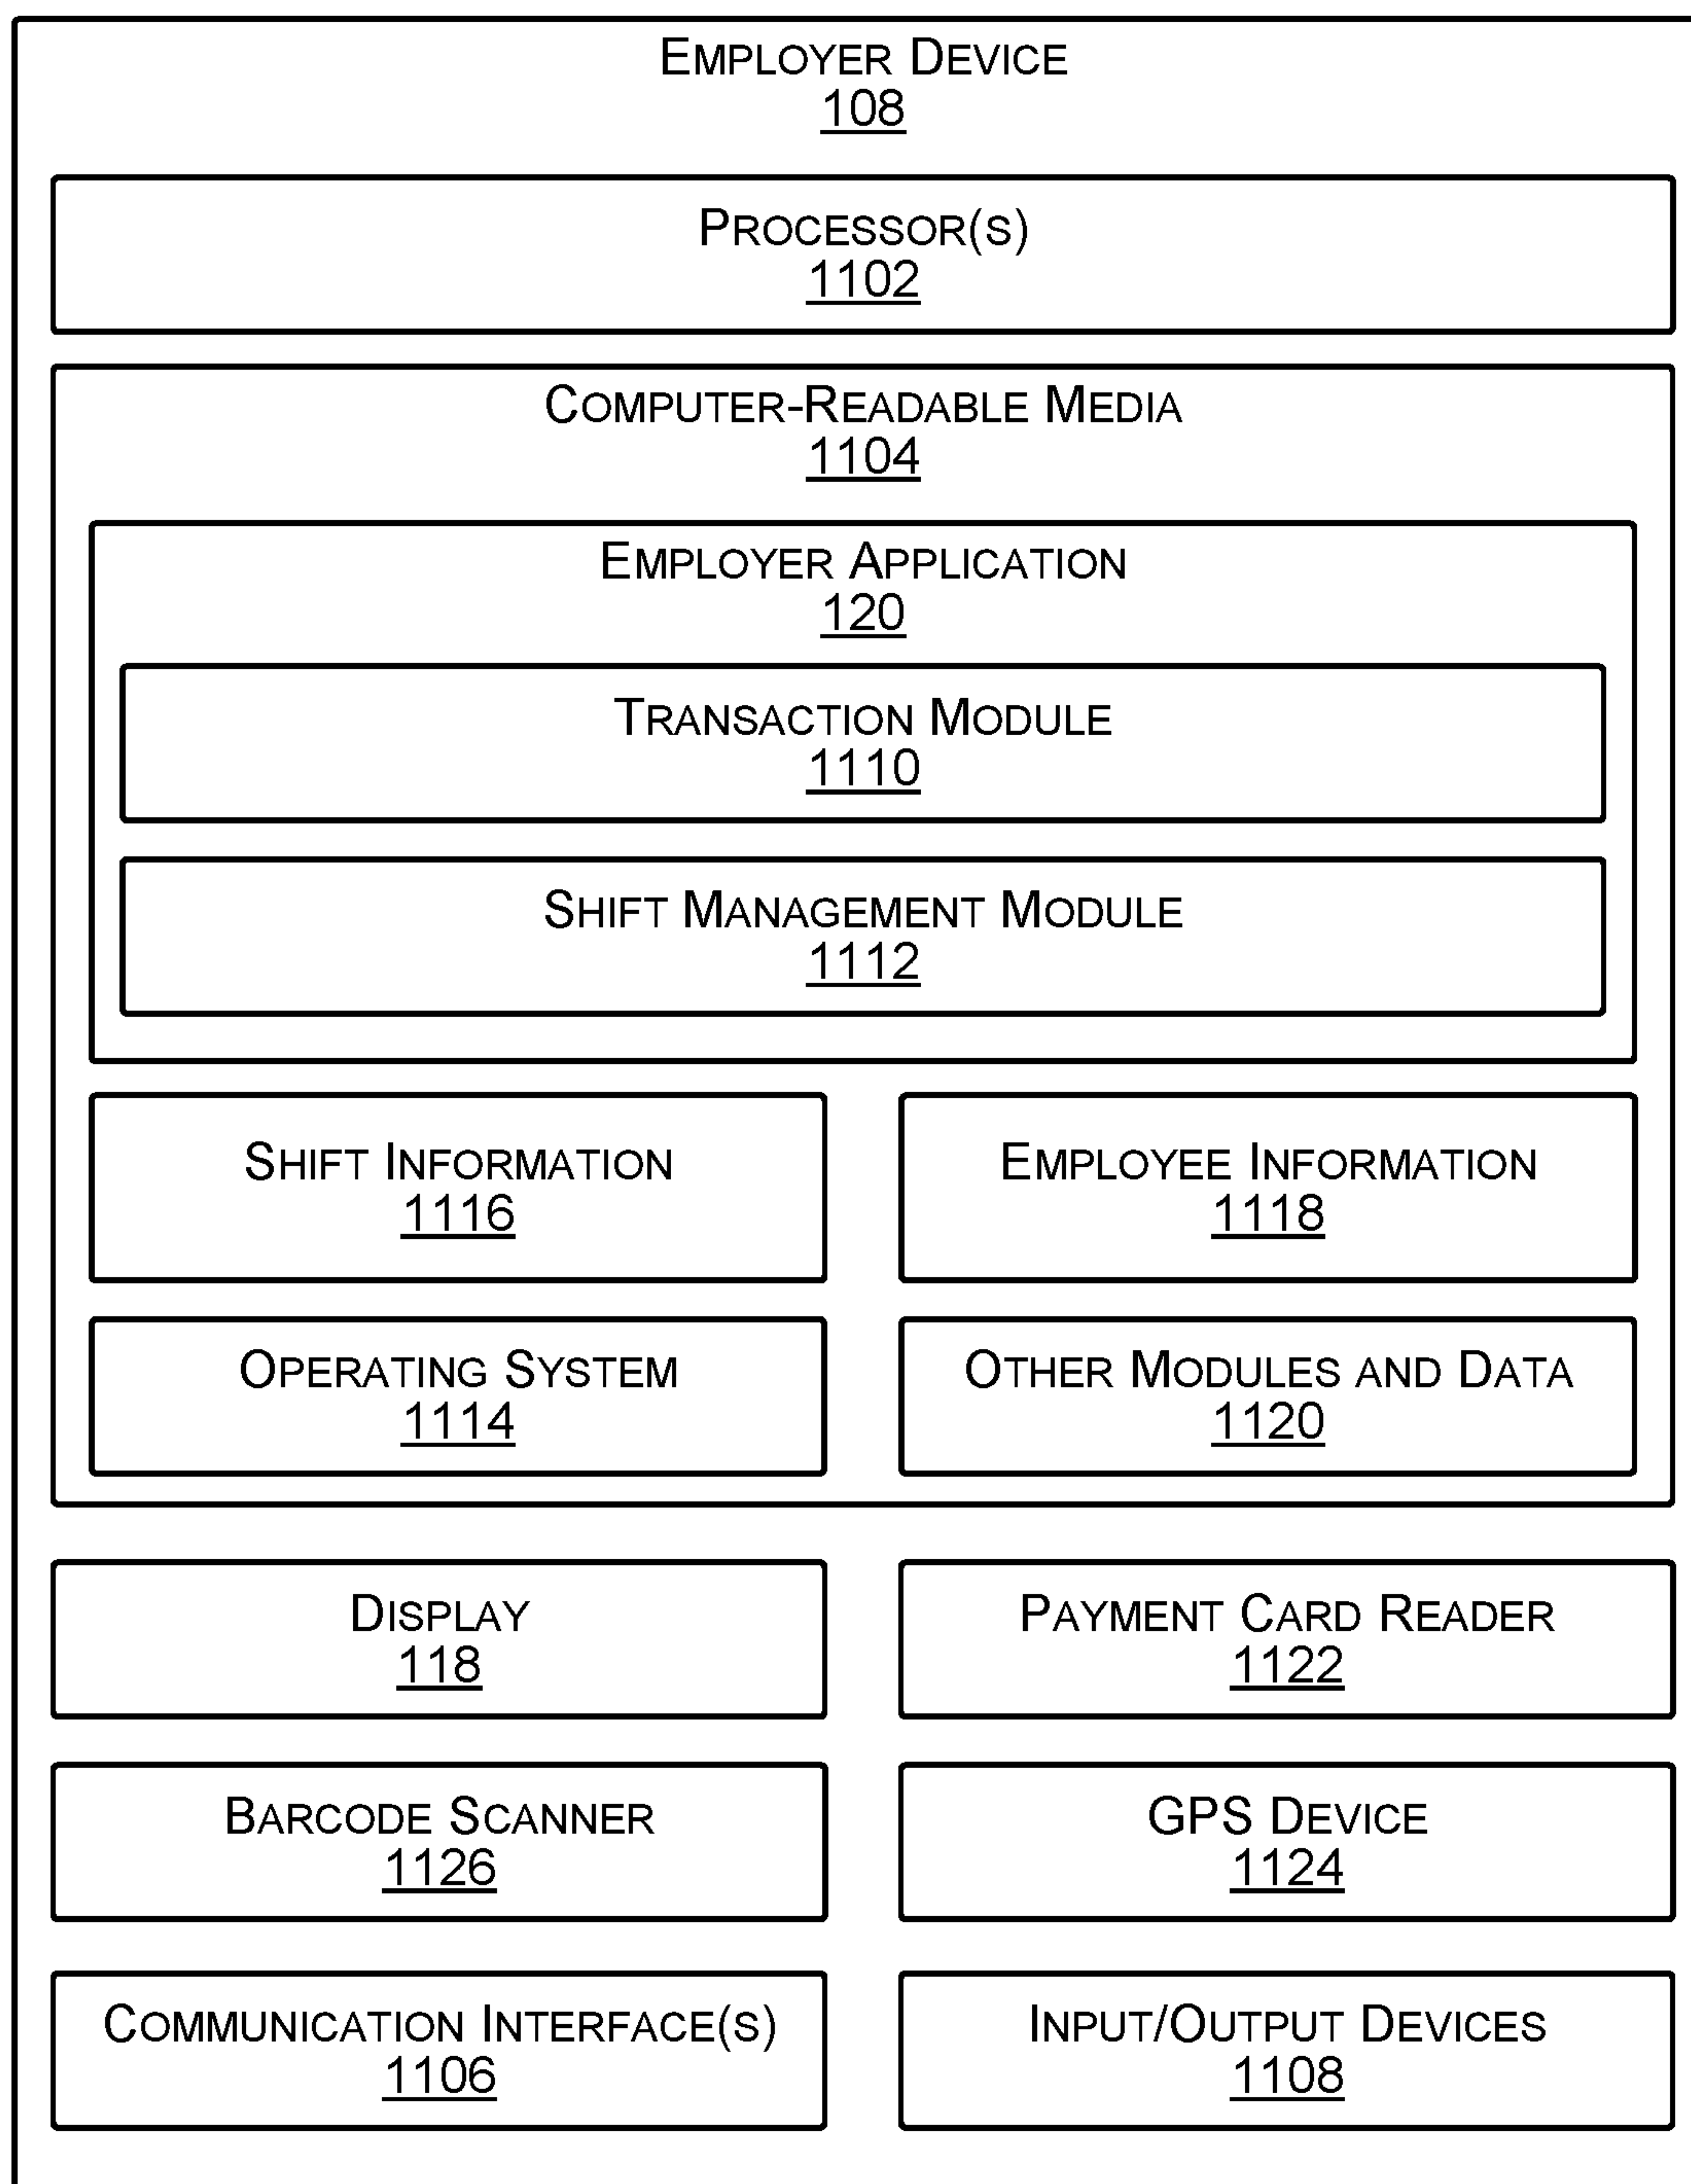 EMPLOYER DEVICE
108
PROCESSOR(S)
1102
COMPUTER-READABLE MEDIA
1104
EMPLOYER APPLICATION
120
TRANSACTION MODULE
1110
SHIFT MANAGEMENT MODULE
1112
SHIFT INFORMATION
1116
EMPLOYEE INFORMATION
1118
OPERATING SYSTEM
1114
OTHER MODULES AND DATA
1120
DISPLAY
118
PAYMENT CARD READER
1122
BARCODE SCANNER
1126
GPS DEVICE
1124
COMMUNICATION INTERFACE(S)
1106
INPUT/OUTPUT DEVICES
1108